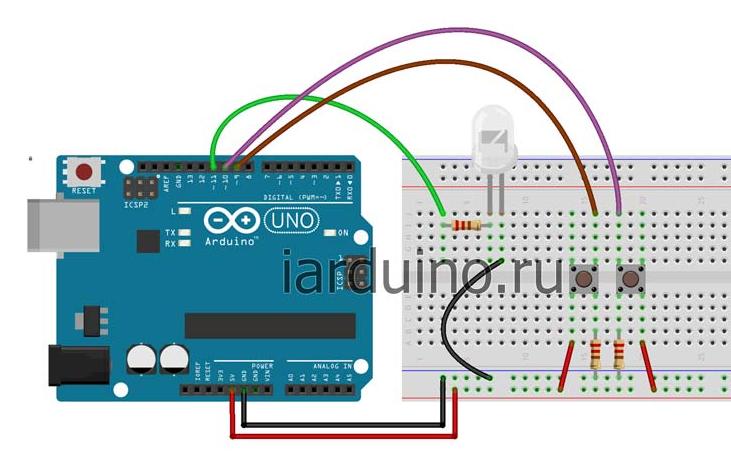 RESET
ICSP2
AREF
GND
13
12
~11
~10
~9
8
7
~6
~5
4
~3
2
TX▶1
RX◀0
DIGITAL (PWM=~)
L
TX
RX
UNO
Arduino™
ON
ICSP
iarduino.ru
IOREF
RESET
3V3
5V
GND
GND
VIN
POWER
ANALOG IN
A0
A1
A2
A3
A4
A5